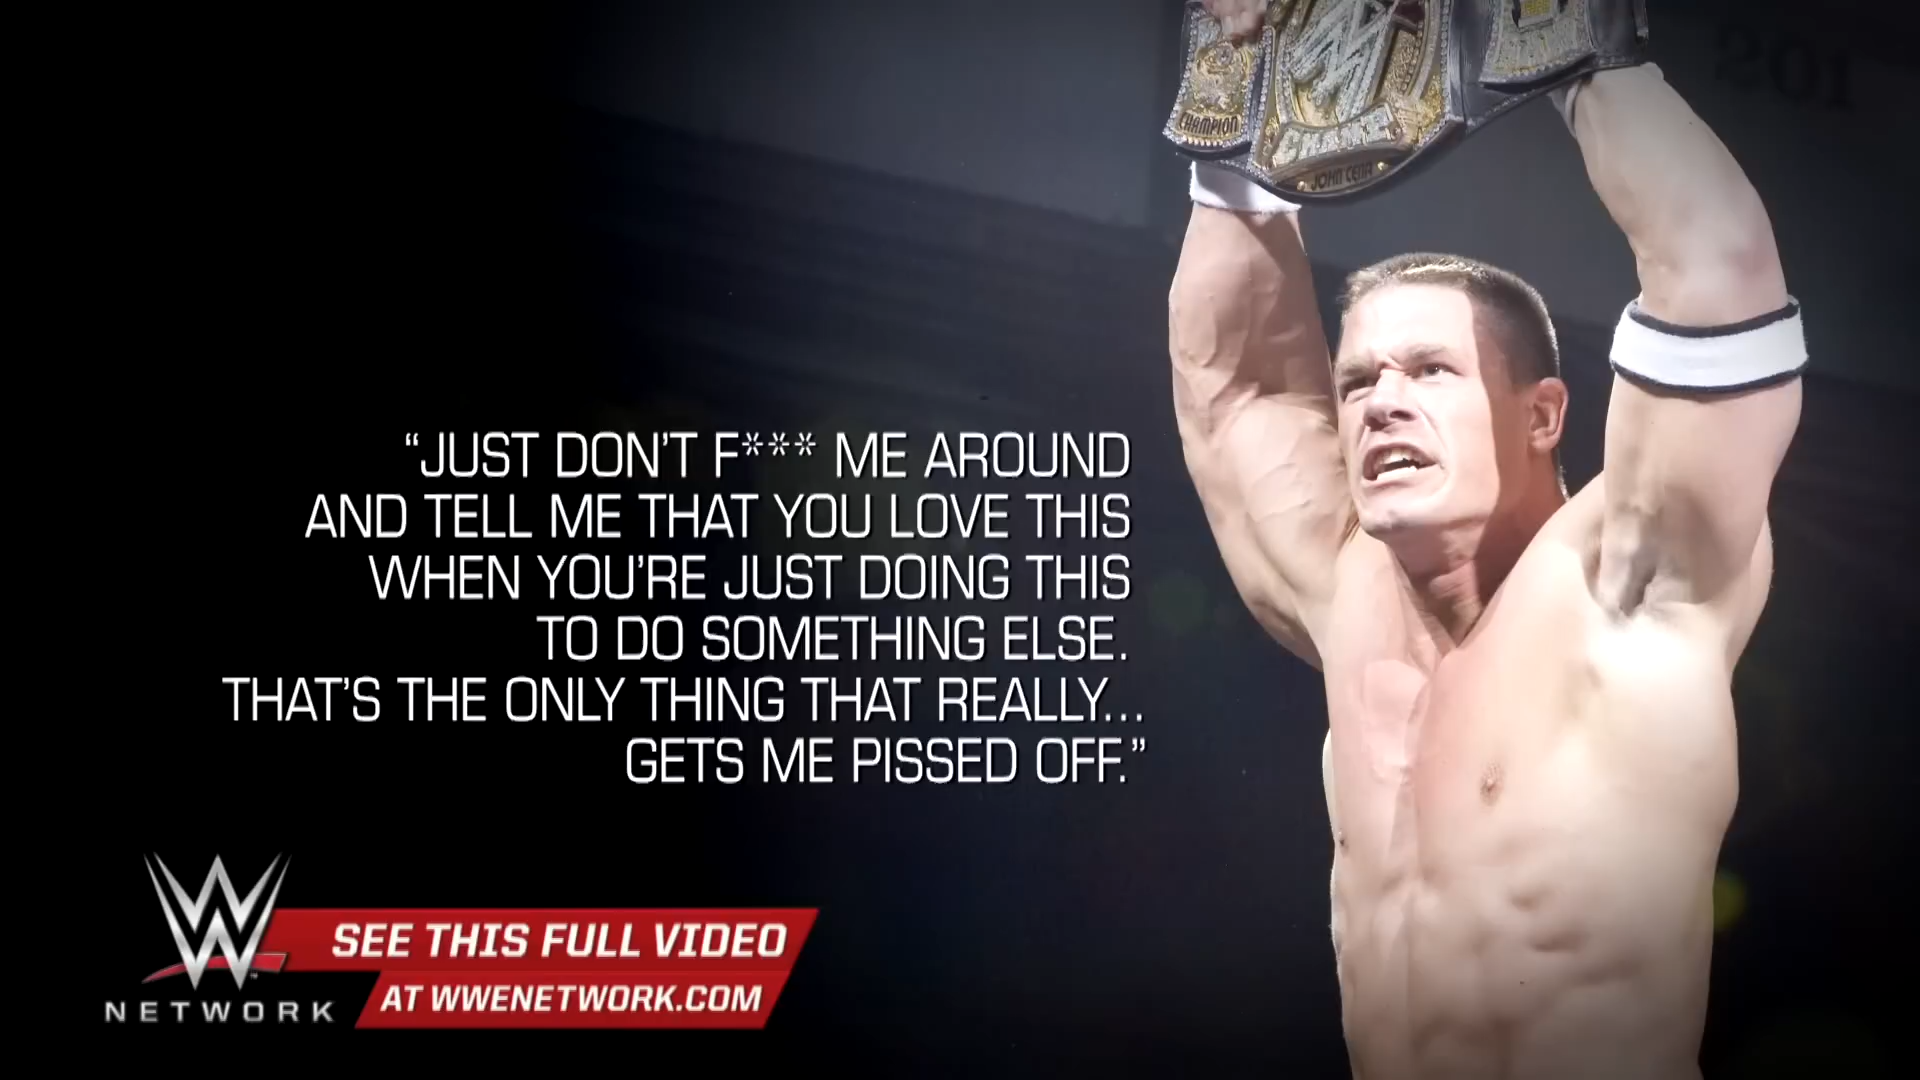 CHAMPION
CHAMP
JOHN CENA
“JUST DON’T F*** ME AROUND
AND TELL ME THAT YOU LOVE THIS
WHEN YOU’RE JUST DOING THIS
TO DO SOMETHING ELSE.
THAT’S THE ONLY THING THAT REALLY...
GETS ME PISSED OFF.”
W
NETWORK
SEE THIS FULL VIDEO
AT WWENETWORK.COM